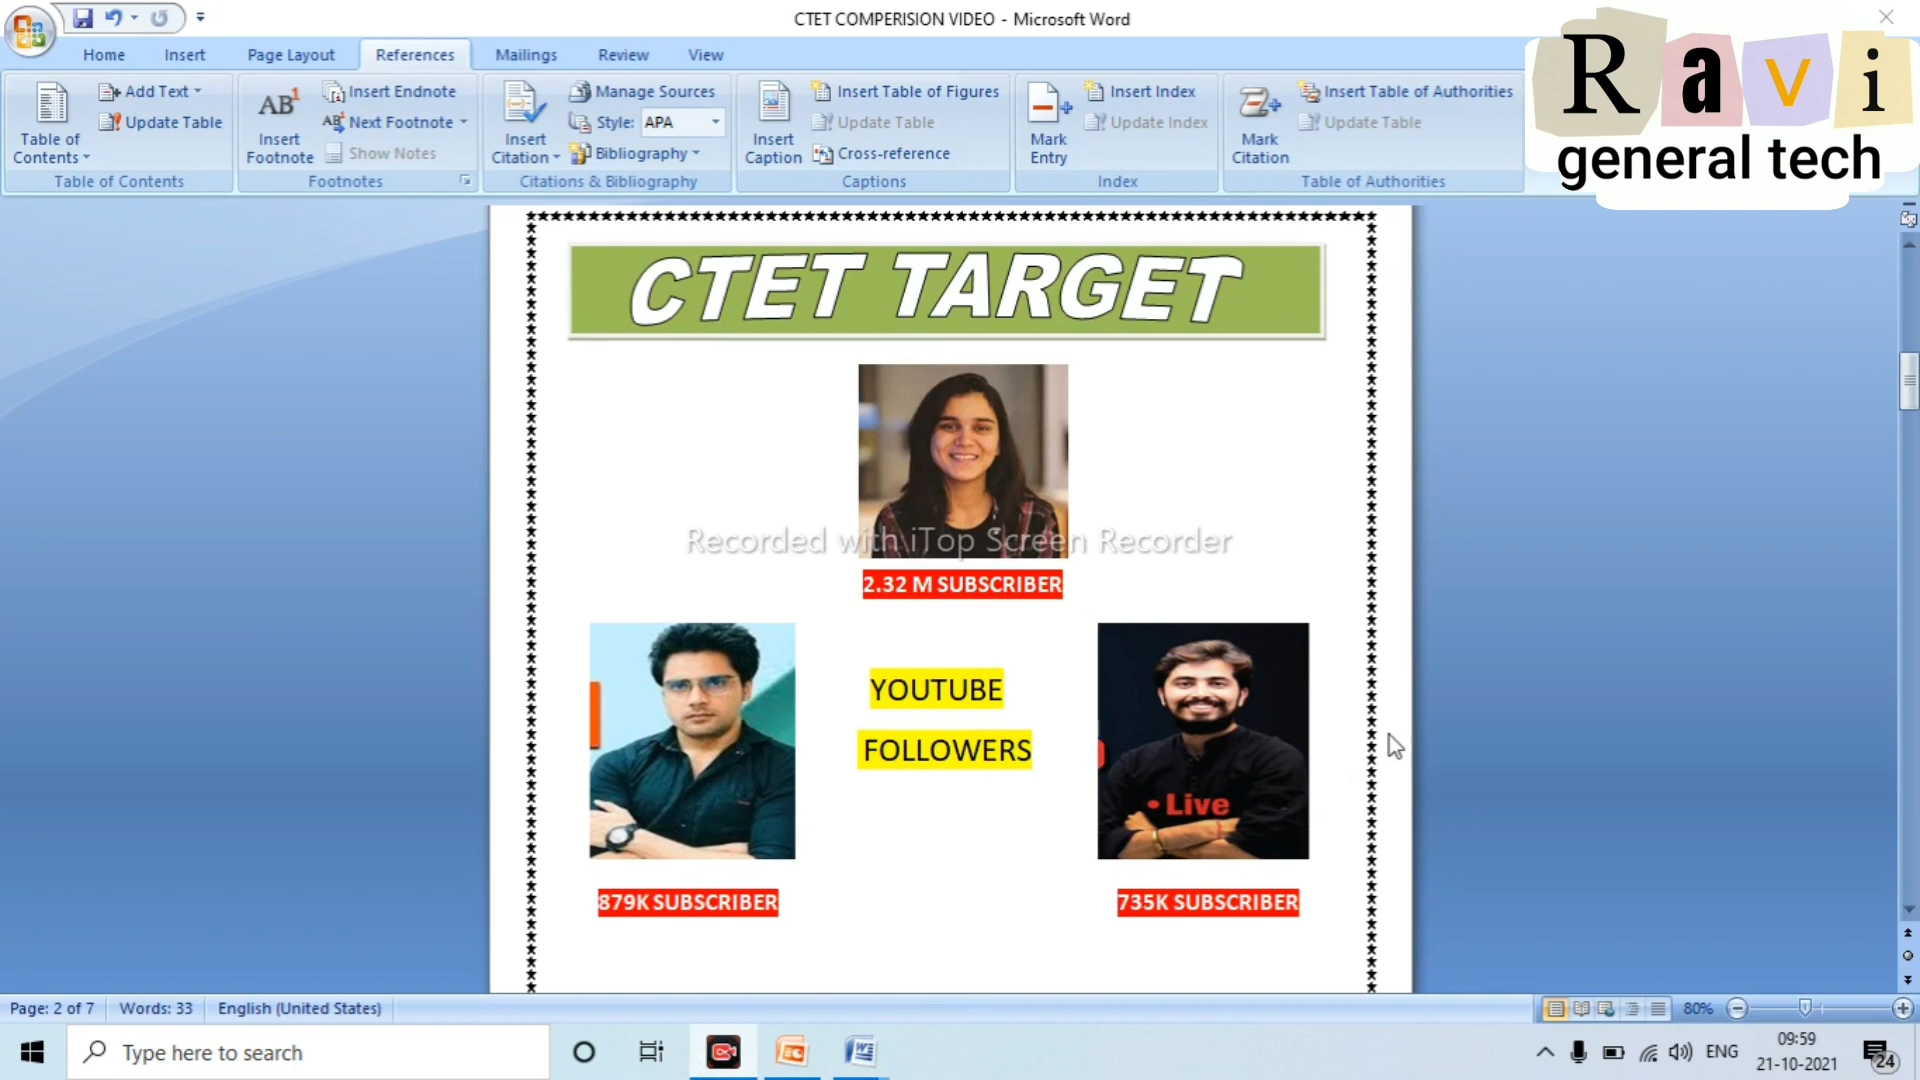 CTET COMPERISION VIDEO - Microsoft Word
Home Insert Page Layout References Mailings Review View
Table of Contents
Add Text
Update Table
Table of Contents
AB1 Insert Footnote
Insert Endnote
AB Next Footnote
Show Notes
Footnotes
Insert Citation
Manage Sources
Style: APA
Bibliography
Citations & Bibliography
Insert Caption
Insert Table of Figures
Update Table
Cross-reference
Captions
Mark Entry
Insert Index
Update Index
Index
Mark Citation
Insert Table of Authorities
Update Table
Table of Authorities
Ravi
general tech
CTET TARGET
Recorded with iTop Screen Recorder
2.32 M SUBSCRIBER
YOUTUBE
FOLLOWERS
• Live
879K SUBSCRIBER
735K SUBSCRIBER
Page: 2 of 7 Words: 33 English (United States) 80%
Type here to search
ENG
09:59
21-10-2021
24